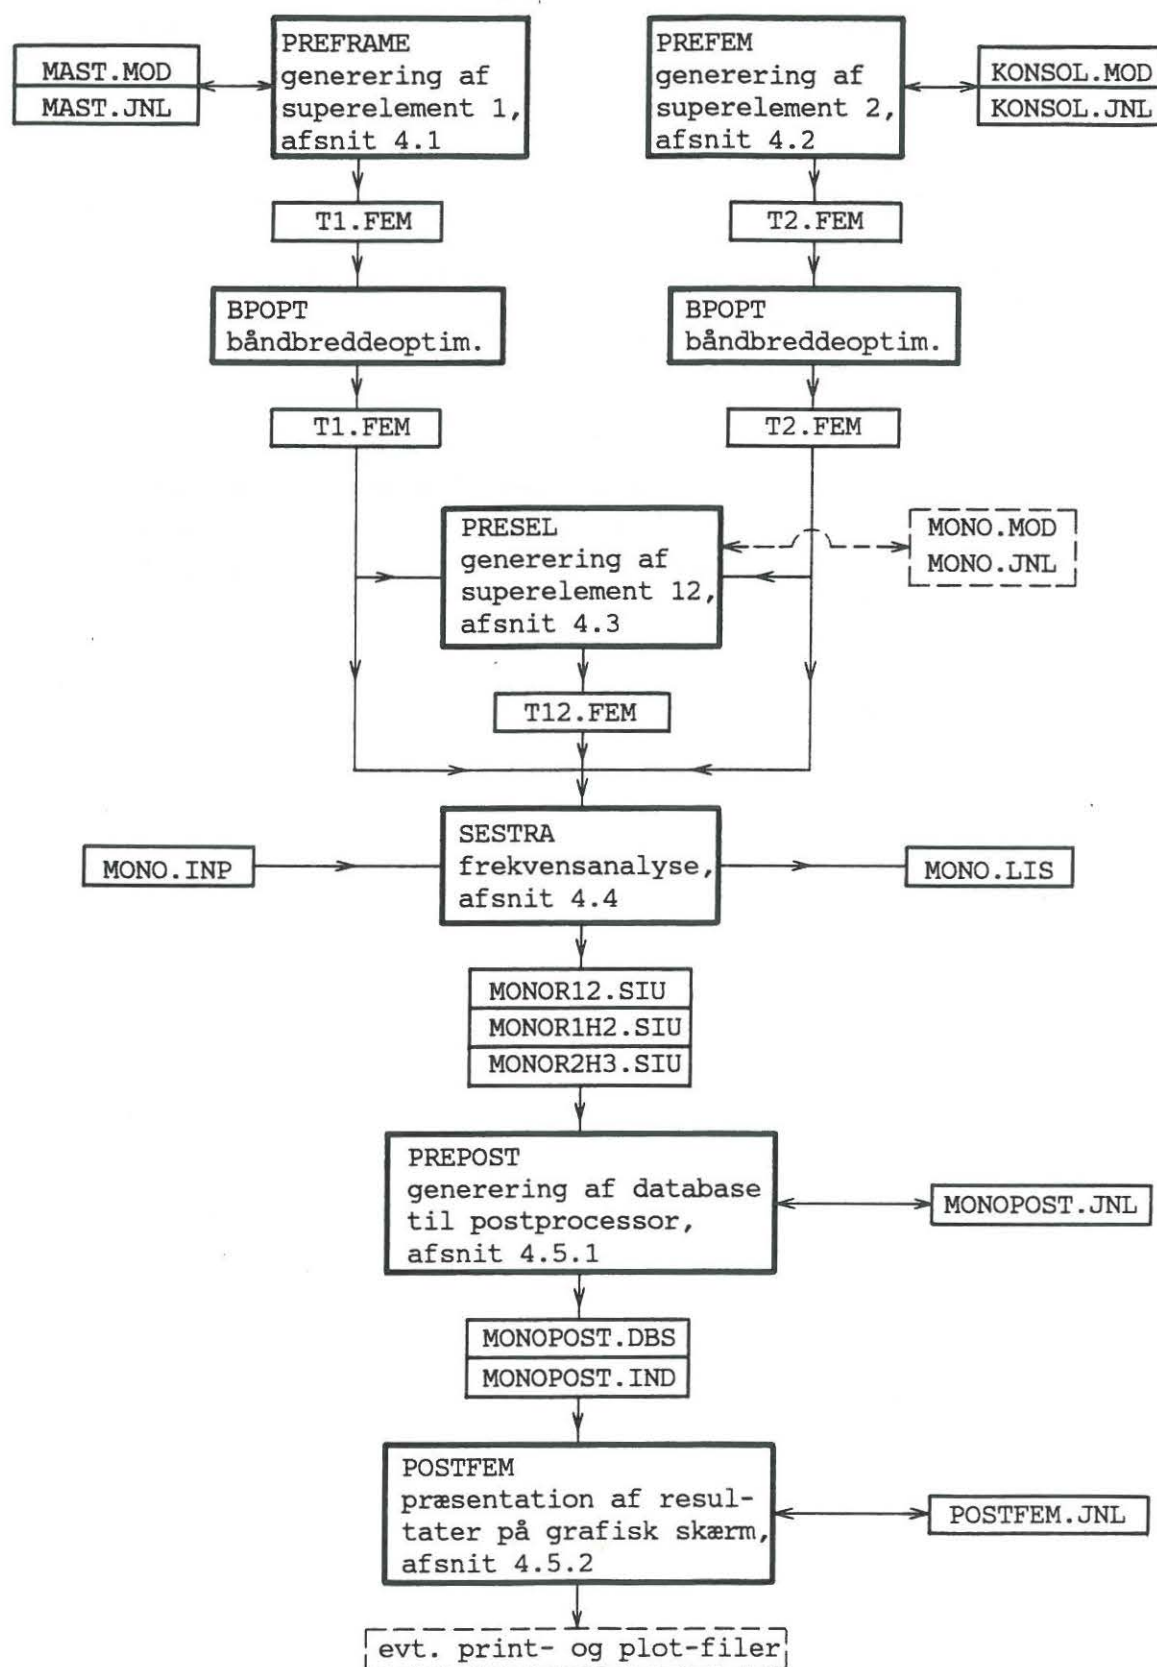 PREFRAME
generering af
superelement 1,
afsnit 4.1
MAST.MOD
MAST.JNL
PREFEM
generering af
superelement 2,
afsnit 4.2
KONSOL.MOD
KONSOL.JNL
T1.FEM
T2.FEM
BPOPT
båndbreddeoptim.
BPOPT
båndbreddeoptim.
T1.FEM
T2.FEM
PRESEL
generering af
superelement 12,
afsnit 4.3
MONO.MOD
MONO.JNL
T12.FEM
MONO.INP
SESTRA
frekvensanalyse,
afsnit 4.4
MONO.LIS
MONOR12.SIU
MONOR1H2.SIU
MONOR2H3.SIU
PREPOST
generering af database
til postprocessor,
afsnit 4.5.1
MONOPOST.JNL
MONOPOST.DBS
MONOPOST.IND
POSTFEM
præsentation af resul-
tater på grafisk skærm,
afsnit 4.5.2
POSTFEM.JNL
evt. print- og plot-filer